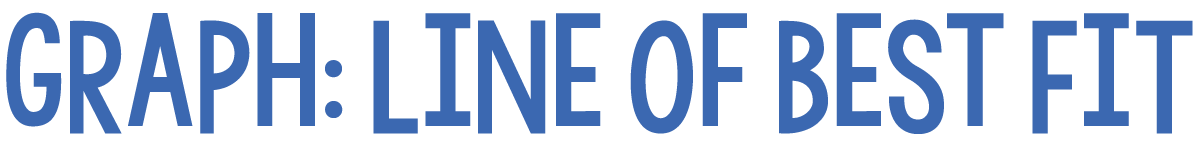 GRAPH: LINE OF BEST FIT